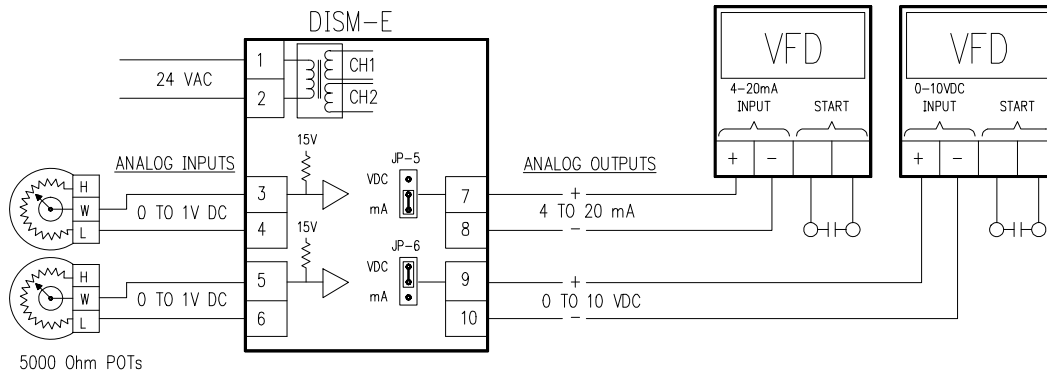 DISM-E
1
2
24 VAC
CH1
CH2
ANALOG INPUTS
H
W
L
0 TO 1V DC
3
4
15V
JP-5
VDC
mA
7
8
ANALOG OUTPUTS
+
4 TO 20 mA
-
H
W
L
0 TO 1V DC
5
6
15V
JP-6
VDC
mA
9
10
+
0 TO 10 VDC
-
5000 Ohm POTs
VFD
4-20mA
INPUT
START
+ -
VFD
0-10VDC
INPUT
START
+ -